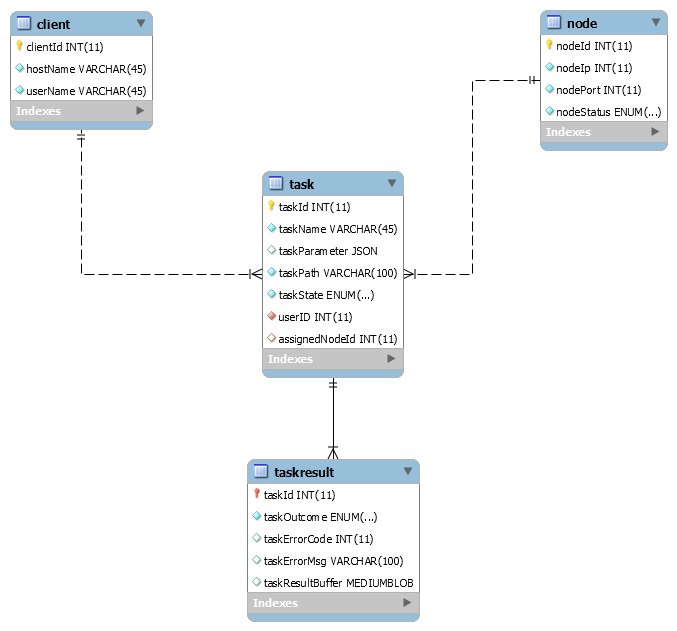 client
clientId INT(11)
hostName VARCHAR(45)
userName VARCHAR(45)
Indexes
node
nodeId INT(11)
nodeIp INT(11)
nodePort INT(11)
nodeStatus ENUM(...)
Indexes
task
taskId INT(11)
taskName VARCHAR(45)
taskParameter JSON
taskPath VARCHAR(100)
taskState ENUM(...)
userID INT(11)
assignedNodeId INT(11)
Indexes
taskresult
taskId INT(11)
taskOutcome ENUM(...)
taskErrorCode INT(11)
taskErrorMsg VARCHAR(100)
taskResultBuffer MEDIUMBLOB
Indexes